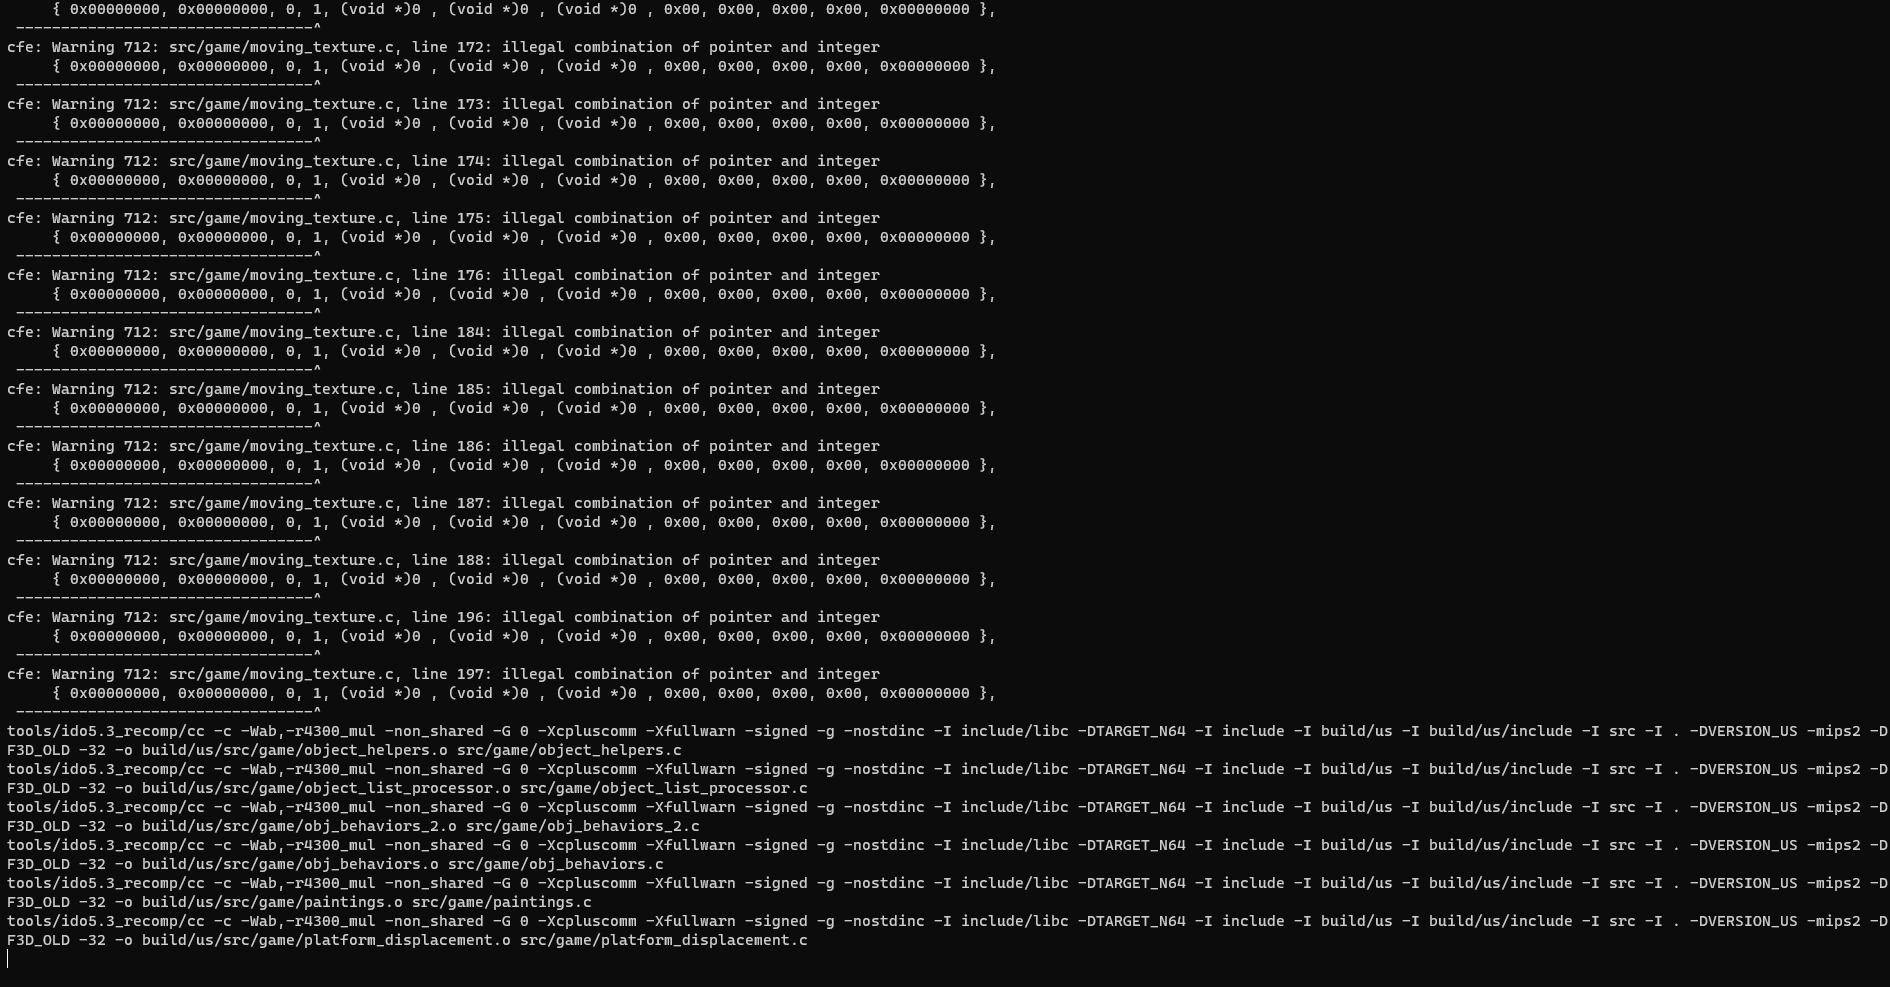 { 0x00000000, 0x00000000, 0, 1, (void *)0 , (void *)0 , (void *)0 , 0x00, 0x00, 0x00, 0x00, 0x00000000 },
---------------------------------^
cfe: Warning 712: src/game/moving_texture.c, line 172: illegal combination of pointer and integer
{ 0x00000000, 0x00000000, 0, 1, (void *)0 , (void *)0 , (void *)0 , 0x00, 0x00, 0x00, 0x00, 0x00000000 },
---------------------------------^
cfe: Warning 712: src/game/moving_texture.c, line 173: illegal combination of pointer and integer
{ 0x00000000, 0x00000000, 0, 1, (void *)0 , (void *)0 , (void *)0 , 0x00, 0x00, 0x00, 0x00, 0x00000000 },
---------------------------------^
cfe: Warning 712: src/game/moving_texture.c, line 174: illegal combination of pointer and integer
{ 0x00000000, 0x00000000, 0, 1, (void *)0 , (void *)0 , (void *)0 , 0x00, 0x00, 0x00, 0x00, 0x00000000 },
---------------------------------^
cfe: Warning 712: src/game/moving_texture.c, line 175: illegal combination of pointer and integer
{ 0x00000000, 0x00000000, 0, 1, (void *)0 , (void *)0 , (void *)0 , 0x00, 0x00, 0x00, 0x00, 0x00000000 },
---------------------------------^
cfe: Warning 712: src/game/moving_texture.c, line 176: illegal combination of pointer and integer
{ 0x00000000, 0x00000000, 0, 1, (void *)0 , (void *)0 , (void *)0 , 0x00, 0x00, 0x00, 0x00, 0x00000000 },
---------------------------------^
cfe: Warning 712: src/game/moving_texture.c, line 184: illegal combination of pointer and integer
{ 0x00000000, 0x00000000, 0, 1, (void *)0 , (void *)0 , (void *)0 , 0x00, 0x00, 0x00, 0x00, 0x00000000 },
---------------------------------^
cfe: Warning 712: src/game/moving_texture.c, line 185: illegal combination of pointer and integer
{ 0x00000000, 0x00000000, 0, 1, (void *)0 , (void *)0 , (void *)0 , 0x00, 0x00, 0x00, 0x00, 0x00000000 },
---------------------------------^
cfe: Warning 712: src/game/moving_texture.c, line 186: illegal combination of pointer and integer
{ 0x00000000, 0x00000000, 0, 1, (void *)0 , (void *)0 , (void *)0 , 0x00, 0x00, 0x00, 0x00, 0x00000000 },
---------------------------------^
cfe: Warning 712: src/game/moving_texture.c, line 187: illegal combination of pointer and integer
{ 0x00000000, 0x00000000, 0, 1, (void *)0 , (void *)0 , (void *)0 , 0x00, 0x00, 0x00, 0x00, 0x00000000 },
---------------------------------^
cfe: Warning 712: src/game/moving_texture.c, line 188: illegal combination of pointer and integer
{ 0x00000000, 0x00000000, 0, 1, (void *)0 , (void *)0 , (void *)0 , 0x00, 0x00, 0x00, 0x00, 0x00000000 },
---------------------------------^
cfe: Warning 712: src/game/moving_texture.c, line 196: illegal combination of pointer and integer
{ 0x00000000, 0x00000000, 0, 1, (void *)0 , (void *)0 , (void *)0 , 0x00, 0x00, 0x00, 0x00, 0x00000000 },
---------------------------------^
cfe: Warning 712: src/game/moving_texture.c, line 197: illegal combination of pointer and integer
{ 0x00000000, 0x00000000, 0, 1, (void *)0 , (void *)0 , (void *)0 , 0x00, 0x00, 0x00, 0x00, 0x00000000 },
---------------------------------^
tools/ido5.3_recomp/cc -c -Wab,-r4300_mul -non_shared -G 0 -Xcpluscomm -Xfullwarn -signed -g -nostdinc -I include/libc -DTARGET_N64 -I include -I build/us -I build/us/include -I src -I . -DVERSION_US -mips2 -D
F3D_OLD -32 -o build/us/src/game/object_helpers.o src/game/object_helpers.c
tools/ido5.3_recomp/cc -c -Wab,-r4300_mul -non_shared -G 0 -Xcpluscomm -Xfullwarn -signed -g -nostdinc -I include/libc -DTARGET_N64 -I include -I build/us -I build/us/include -I src -I . -DVERSION_US -mips2 -D
F3D_OLD -32 -o build/us/src/game/object_list_processor.o src/game/object_list_processor.c
tools/ido5.3_recomp/cc -c -Wab,-r4300_mul -non_shared -G 0 -Xcpluscomm -Xfullwarn -signed -g -nostdinc -I include/libc -DTARGET_N64 -I include -I build/us -I build/us/include -I src -I . -DVERSION_US -mips2 -D
F3D_OLD -32 -o build/us/src/game/obj_behaviors_2.o src/game/obj_behaviors_2.c
tools/ido5.3_recomp/cc -c -Wab,-r4300_mul -non_shared -G 0 -Xcpluscomm -Xfullwarn -signed -g -nostdinc -I include/libc -DTARGET_N64 -I include -I build/us -I build/us/include -I src -I . -DVERSION_US -mips2 -D
F3D_OLD -32 -o build/us/src/game/obj_behaviors.o src/game/obj_behaviors.c
tools/ido5.3_recomp/cc -c -Wab,-r4300_mul -non_shared -G 0 -Xcpluscomm -Xfullwarn -signed -g -nostdinc -I include/libc -DTARGET_N64 -I include -I build/us -I build/us/include -I src -I . -DVERSION_US -mips2 -D
F3D_OLD -32 -o build/us/src/game/paintings.o src/game/paintings.c
tools/ido5.3_recomp/cc -c -Wab,-r4300_mul -non_shared -G 0 -Xcpluscomm -Xfullwarn -signed -g -nostdinc -I include/libc -DTARGET_N64 -I include -I build/us -I build/us/include -I src -I . -DVERSION_US -mips2 -D
F3D_OLD -32 -o build/us/src/game/platform_displacement.o src/game/platform_displacement.c